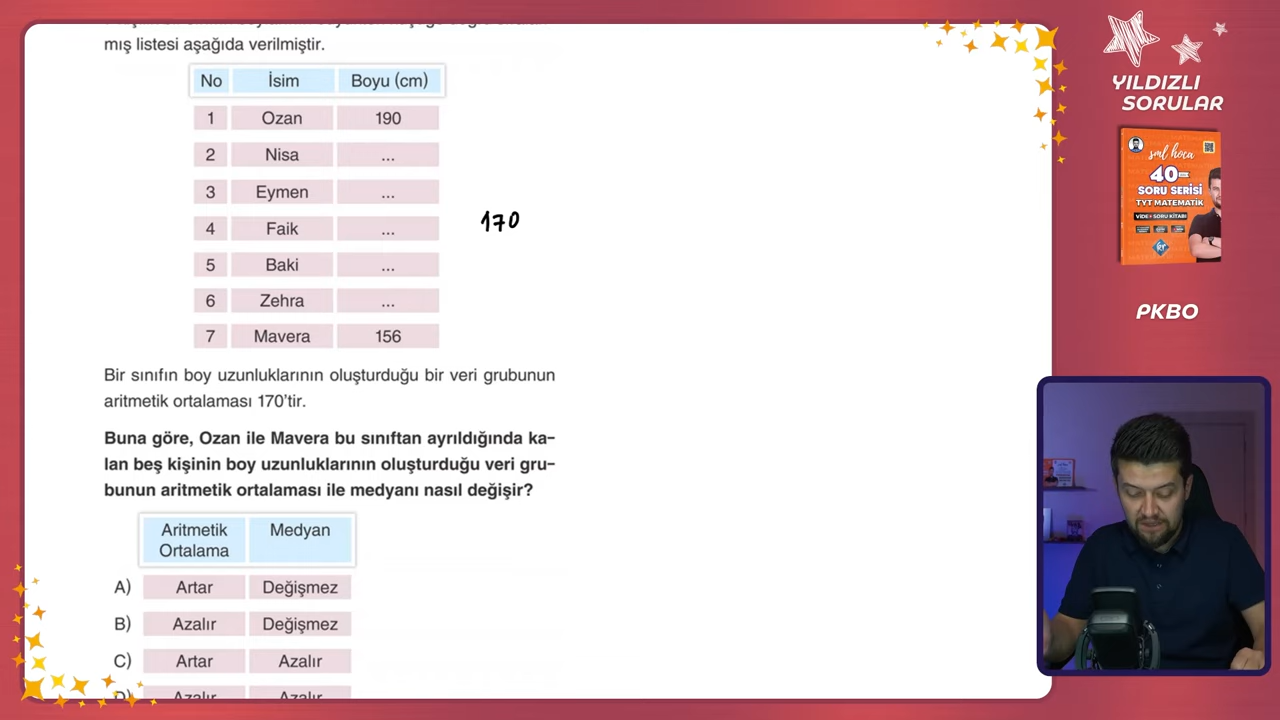 mış listesi aşağıda verilmiştir.
No İsim Boyu (cm)
1 Ozan 190
2 Nisa ...
3 Eymen ...
4 Faik ...
5 Baki ...
6 Zehra ...
7 Mavera 156
170
Bir sınıfın boy uzunluklarının oluşturduğu bir veri grubunun
aritmetik ortalaması 170'tir.
Buna göre, Ozan ile Mavera bu sınıftan ayrıldığında ka-
lan beş kişinin boy uzunluklarının oluşturduğu veri gru-
bunun aritmetik ortalaması ile medyanı nasıl değişir?
Aritmetik Ortalama Medyan
A) Artar Değişmez
B) Azalır Değişmez
C) Artar Azalır
D) Azalır Azalır
YILDIZLI
SORULAR
sml hoca
40
SORU SERİSİ
TYT MATEMATİK
PKBO